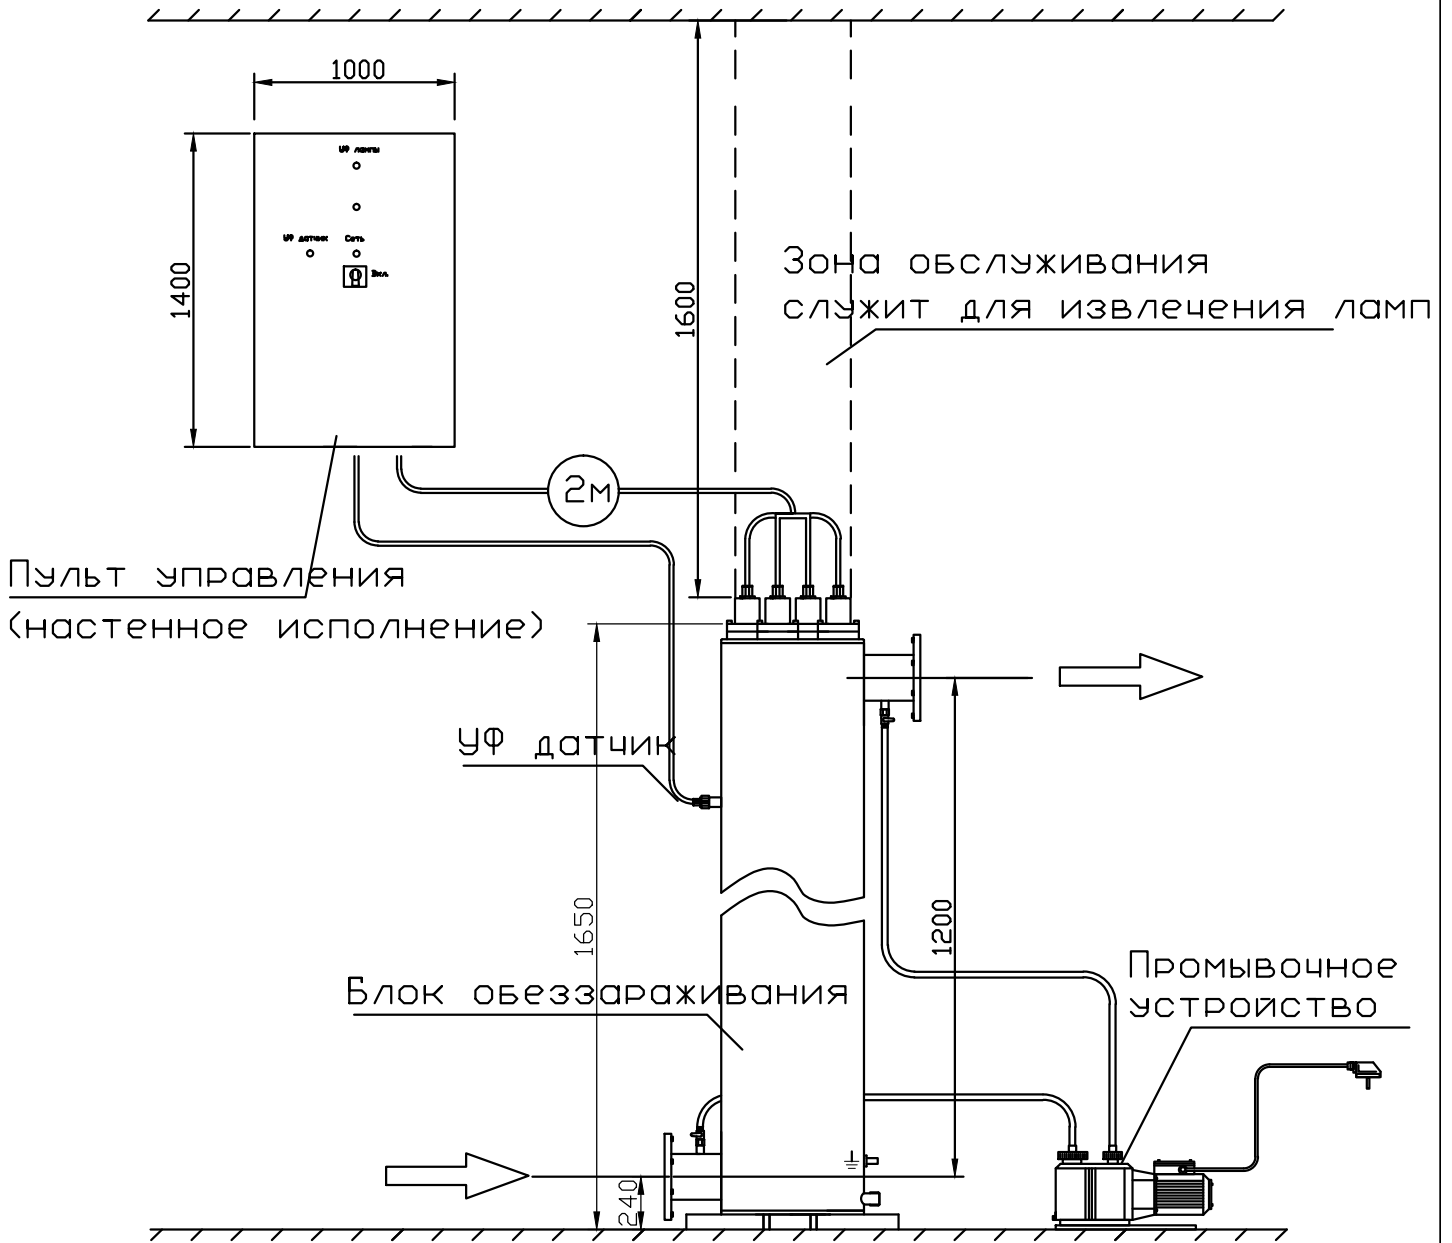 1000
УФ лампы
УФ датчик Сеть
Вкл.
1400
1600
Зона обслуживания
служит для извлечения ламп
2м
Пульт управления
(настенное исполнение)
УФ датчик
1650
1200
Блок обеззараживания
Промывочное
устройство
240